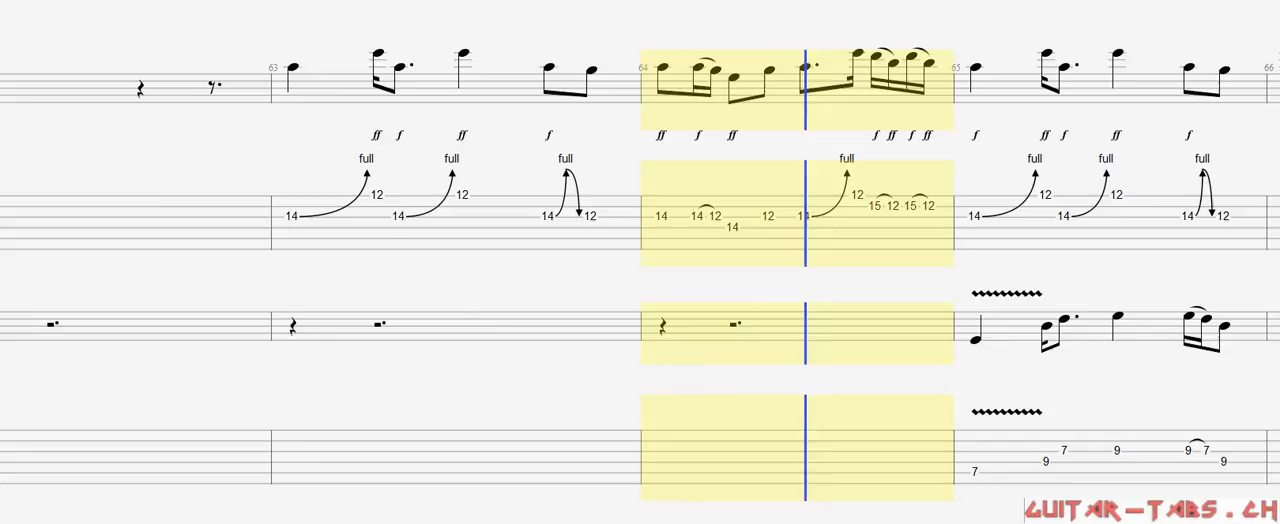 63 64 65 66
ff f ff f ff f ff f ff f ff f ff f ff f
full full full full full full full
12 12 12 12 12
15 12 15 12
14 14 14 12 14 14 12 12 14 14 14 14 12
14
7 9 9 7
9 9
7
GUITAR-TABS.CH